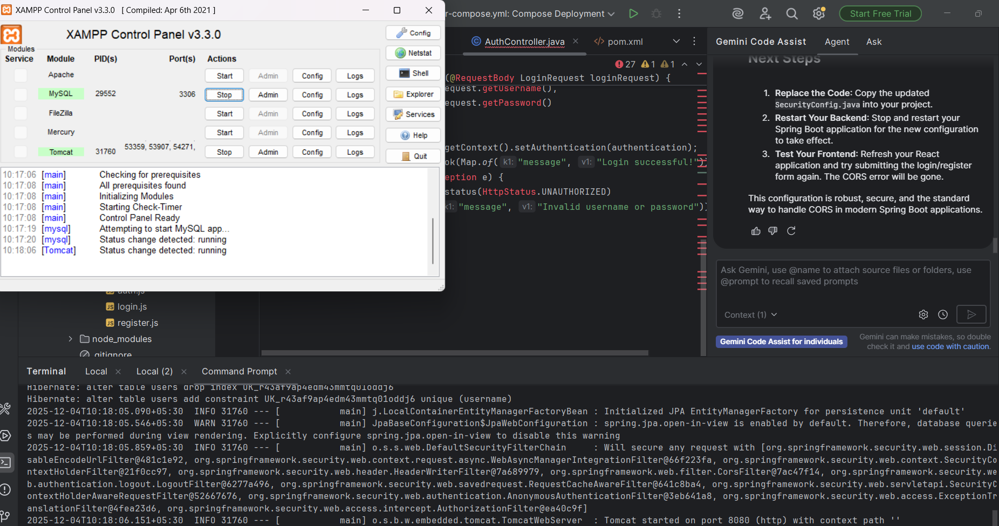 XAMPP Control Panel v3.3.0 [ Compiled: Apr 6th 2021 ]
XAMPP Control Panel v3.3.0
Modules
Service Module PID(s) Port(s) Actions
Apache Start Admin Config Logs
MySQL 29552 3306 Stop Admin Config Logs
FileZilla Start Admin Config Logs
Mercury Start Admin Config Logs
Tomcat 31760 53359, 53907, 54271, Stop Admin Config Logs
Config
Netstat
Shell
Explorer
Services
Help
Quit
10:17:06 [main] Checking for prerequisites
10:17:08 [main] All prerequisites found
10:17:08 [main] Initializing Modules
10:17:08 [main] Starting Check-Timer
10:17:08 [main] Control Panel Ready
10:17:19 [mysql] Attempting to start MySQL app...
10:17:20 [mysql] Status change detected: running
10:18:06 [Tomcat] Status change detected: running
r-compose.yml: Compose Deployment
Start Free Trial
AuthController.java
pom.xml
27 1 1
(@RequestBody LoginRequest loginRequest) {
equest.getUsername(),
equest.getPassword()
getContext().setAuthentication(authentication);
ok(Map.of( k1: "message", v1: "Login successful!"))
eption e) {
status(HttpStatus.UNAUTHORIZED)
k1: "message", v1: "Invalid username or password"))
Gemini Code Assist Agent Ask
Next Steps
1. Replace the Code: Copy the updated
SecurityConfig.java into your project.
2. Restart Your Backend: Stop and restart your
Spring Boot application for the new configuration
to take effect.
3. Test Your Frontend: Refresh your React
application and try submitting the login/register
form again. The CORS error will be gone.
This configuration is robust, secure, and the standard
way to handle CORS in modern Spring Boot applications.
Ask Gemini, use @name to attach source files or folders, use
@prompt to recall saved prompts
Context (1)
Gemini Code Assist for individuals
Gemini can make mistakes, so double
check it and use code with caution.
JS auth.js
JS login.js
JS register.js
node_modules
.gitignore
Terminal Local Local (2) Command Prompt
Hibernate: alter table users drop index UK_r43af9ap4edm43mmtq01oddj6
Hibernate: alter table users add constraint UK_r43af9ap4edm43mmtq01oddj6 unique (username)
2025-12-04T10:18:05.090+05:30 INFO 31760 --- [ main] j.LocalContainerEntityManagerFactoryBean : Initialized JPA EntityManagerFactory for persistence unit 'default'
2025-12-04T10:18:05.546+05:30 WARN 31760 --- [ main] JpaBaseConfiguration$JpaWebConfiguration : spring.jpa.open-in-view is enabled by default. Therefore, database querie
s may be performed during view rendering. Explicitly configure spring.jpa.open-in-view to disable this warning
2025-12-04T10:18:05.859+05:30 INFO 31760 --- [ main] o.s.s.web.DefaultSecurityFilterChain : Will secure any request with [org.springframework.security.web.session.Di
sableEncodeUrlFilter@481c1e92, org.springframework.security.web.context.request.async.WebAsyncManagerIntegrationFilter@66f223fa, org.springframework.security.web.context.SecurityCo
ntextHolderFilter@21f0cc97, org.springframework.security.web.header.HeaderWriterFilter@7a689979, org.springframework.web.filter.CorsFilter@7ac47f14, org.springframework.security.we
b.authentication.logout.LogoutFilter@6277a496, org.springframework.security.web.savedrequest.RequestCacheAwareFilter@641c8ba4, org.springframework.security.web.servletapi.SecurityC
ontextHolderAwareRequestFilter@52667676, org.springframework.security.web.authentication.AnonymousAuthenticationFilter@3eb641a8, org.springframework.security.web.access.ExceptionTr
anslationFilter@4fea23d6, org.springframework.security.web.access.intercept.AuthorizationFilter@ea40c9f]
2025-12-04T10:18:06.151+05:30 INFO 31760 --- [ main] o.s.b.w.embedded.tomcat.TomcatWebServer : Tomcat started on port 8080 (http) with context path ''